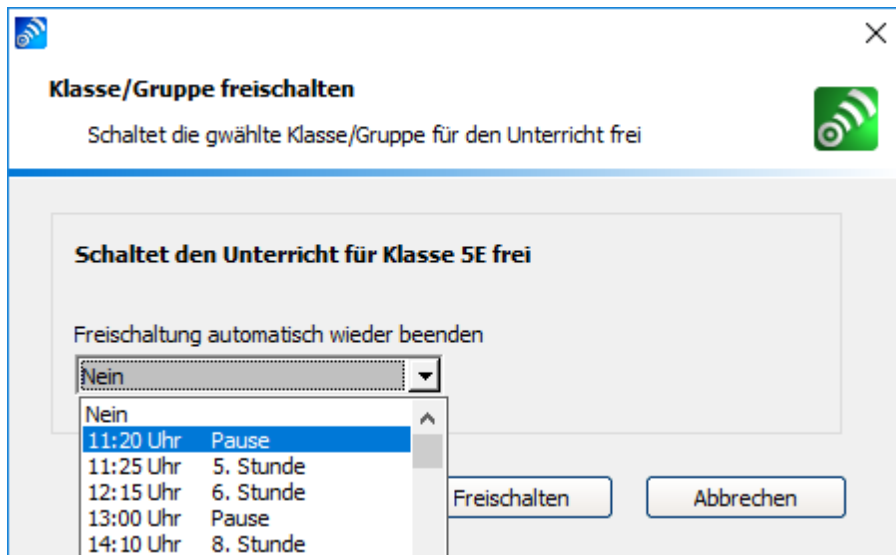 Klasse/Gruppe freischalten
Schaltet die gwählte Klasse/Gruppe für den Unterricht frei
Schaltet den Unterricht für Klasse 5E frei
Freischaltung automatisch wieder beenden
Nein
Nein
11:20 Uhr Pause
11:25 Uhr 5. Stunde
12:15 Uhr 6. Stunde
13:00 Uhr Pause
14:10 Uhr 8. Stunde
Freischalten Abbrechen